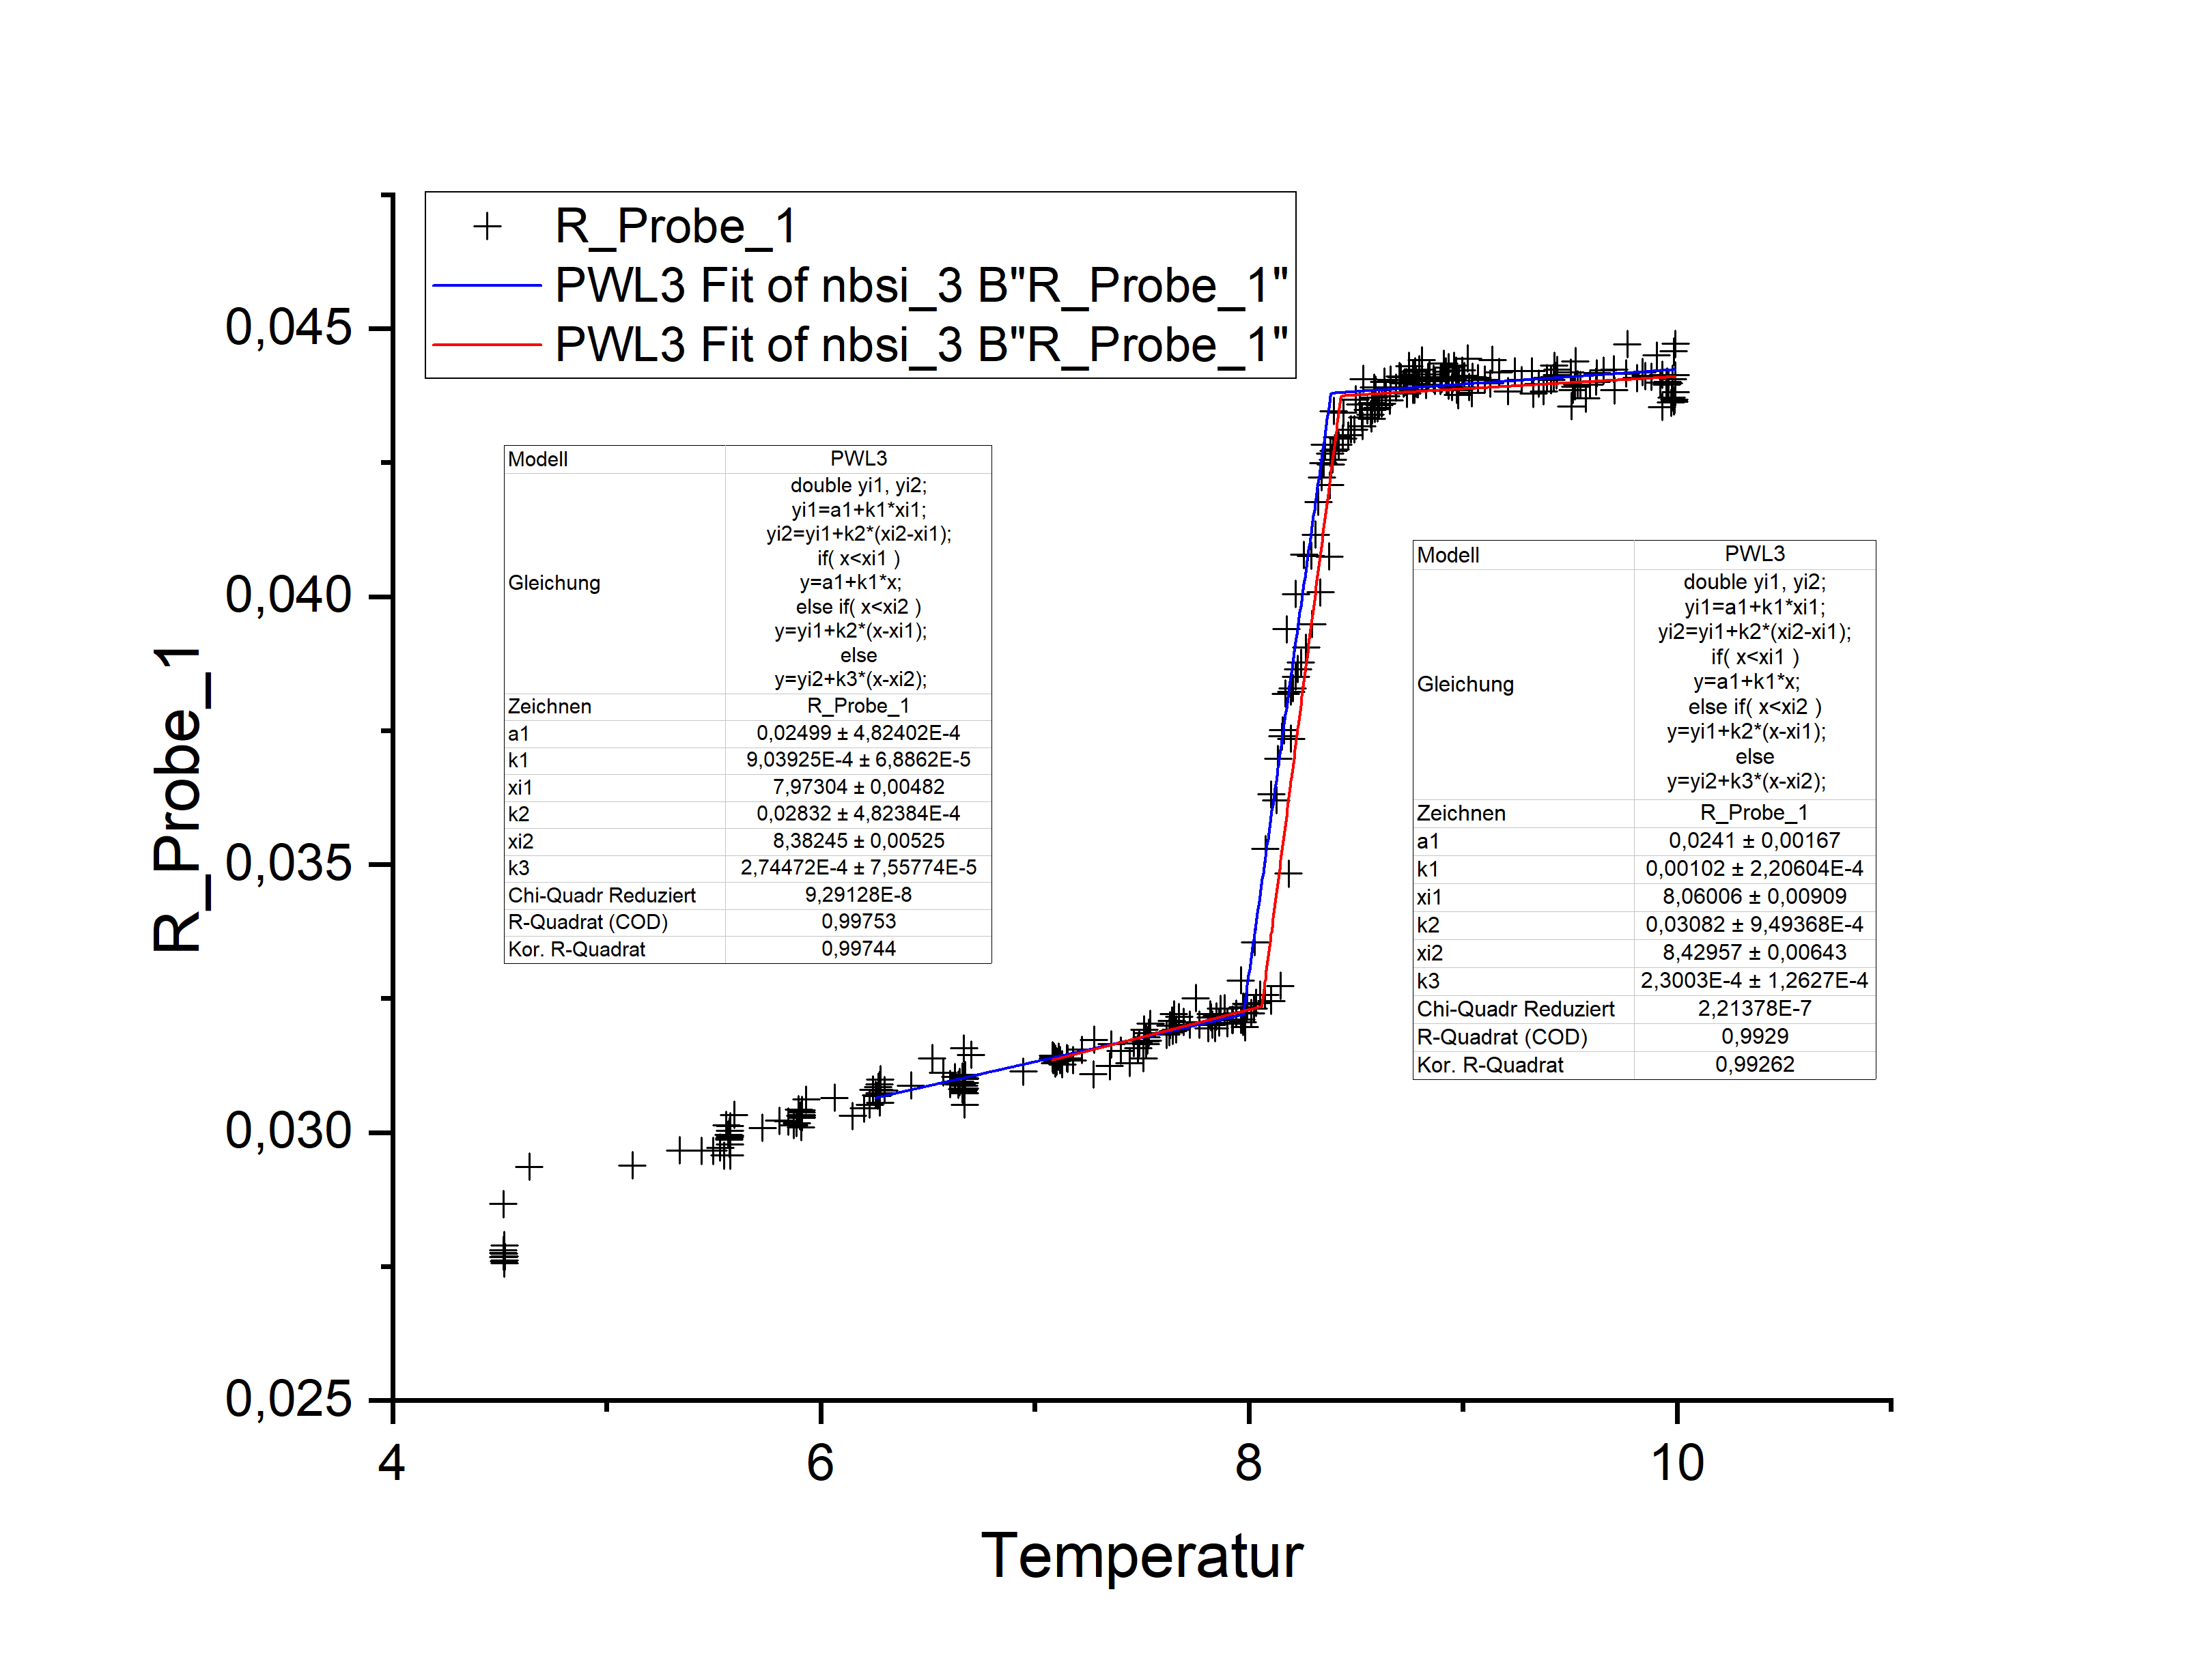 R_Probe_1
PWL3 Fit of nbsi_3 B"R_Probe_1"
PWL3 Fit of nbsi_3 B"R_Probe_1"
0,045
0,040
0,035
0,030
0,025
R_Probe_1
4 6 8 10
Temperatur
Modell PWL3
Gleichung
double yi1, yi2;
yi1=a1+k1*xi1;
yi2=yi1+k2*(xi2-xi1);
if( x<xi1 )
y=a1+k1*x;
else if( x<xi2 )
y=yi1+k2*(x-xi1);
else
y=yi2+k3*(x-xi2);
Zeichnen R_Probe_1
a1 0,02499 ± 4,82402E-4
k1 9,03925E-4 ± 6,8862E-5
xi1 7,97304 ± 0,00482
k2 0,02832 ± 4,82384E-4
xi2 8,38245 ± 0,00525
k3 2,74472E-4 ± 7,55774E-5
Chi-Quadr Reduziert 9,29128E-8
R-Quadrat (COD) 0,99753
Kor. R-Quadrat 0,99744
Modell PWL3
Gleichung
double yi1, yi2;
yi1=a1+k1*xi1;
yi2=yi1+k2*(xi2-xi1);
if( x<xi1 )
y=a1+k1*x;
else if( x<xi2 )
y=yi1+k2*(x-xi1);
else
y=yi2+k3*(x-xi2);
Zeichnen R_Probe_1
a1 0,0241 ± 0,00167
k1 0,00102 ± 2,20604E-4
xi1 8,06006 ± 0,00909
k2 0,03082 ± 9,49368E-4
xi2 8,42957 ± 0,00643
k3 2,3003E-4 ± 1,2627E-4
Chi-Quadr Reduziert 2,21378E-7
R-Quadrat (COD) 0,9929
Kor. R-Quadrat 0,99262